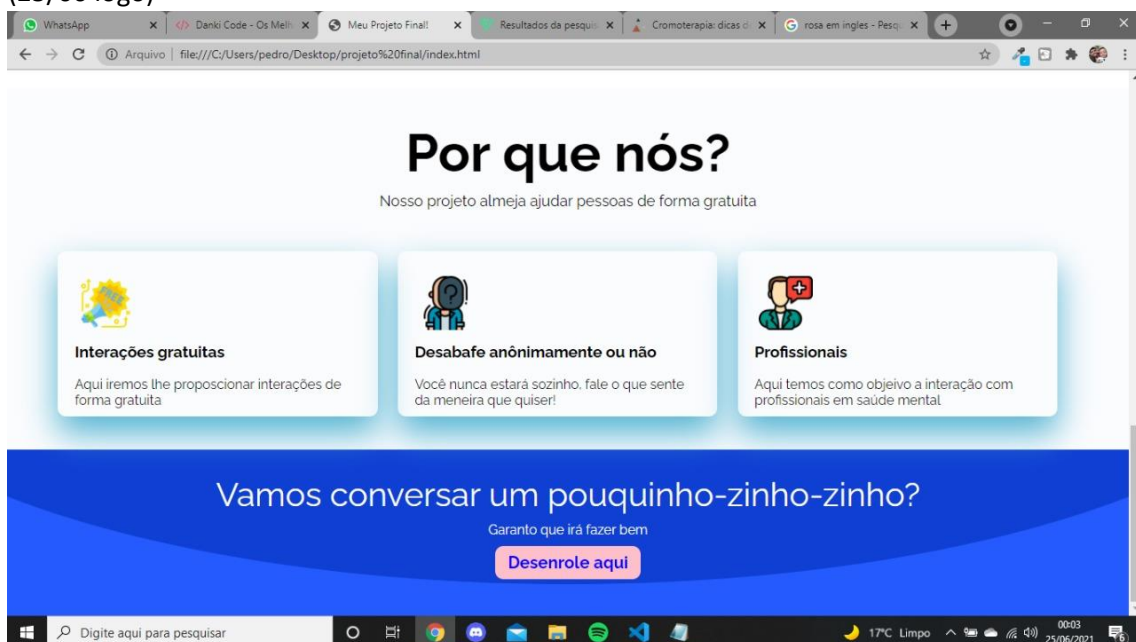 WhatsApp
Danki Code - Os Melh
Meu Projeto Final!
Resultados da pesquis
Cromoterapia: dicas d
rosa em ingles - Pesq
Arquivo | file:///C:/Users/pedro/Desktop/projeto%20final/index.html
Por que nós?
Nosso projeto almeja ajudar pessoas de forma gratuita
FREE
Interações gratuitas
Aqui iremos lhe proposcionar interações de
forma gratuita
Desabafe anônimamente ou não
Você nunca estará sozinho, fale o que sente
da meneira que quiser!
Profissionais
Aqui temos como objeivo a interação com
profissionais em saúde mental
Vamos conversar um pouquinho-zinho-zinho?
Garanto que irá fazer bem
Desenrole aqui
Digite aqui para pesquisar
17°C Limpo
00:03
25/06/2021
6